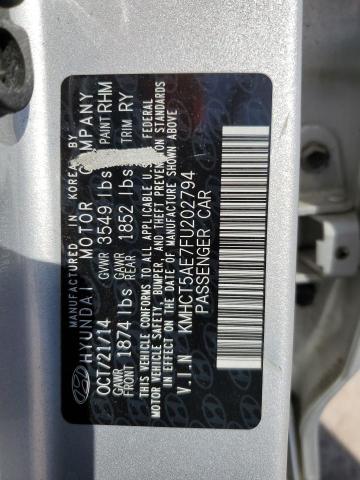 MANUFACTURED IN KOREA BY
HYUNDAI MOTOR COMPANY
OCT/21/14 GVWR 3549 lbs PAINT RHM
GAWR FRONT 1874 lbs GAWR REAR 1852 lbs TRIM RY
THIS VEHICLE CONFORMS TO ALL APPLICABLE U.S. FEDERAL
MOTOR VEHICLE SAFETY, BUMPER, AND THEFT PREVENTION
STANDARDS IN EFFECT ON THE DATE OF MANUFACTURE SHOWN ABOVE
V.I.N KMHCT5AE7FU202794
PASSENGER CAR